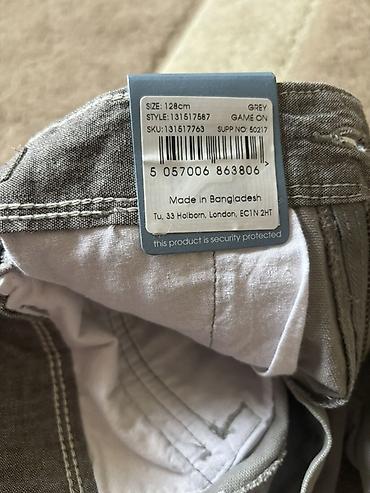 SIZE: 128cm GREY
STYLE: 131517587 GAME ON
SKU: 131517763 SUPP NO: 50217
5 057006 863806 >
Made in Bangladesh
Tu, 33 Holborn, London, EC1N 2HT
this product is security protected